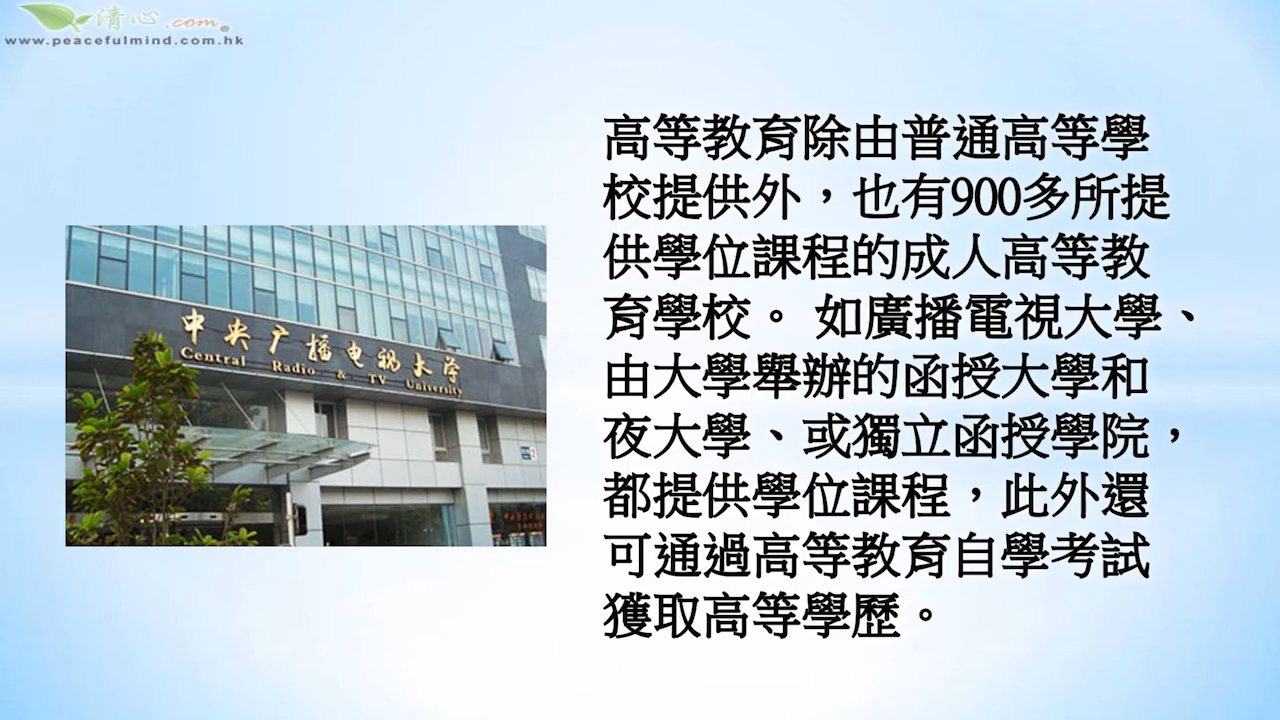 清心.com
www.peacefulmind.com.hk
中央广播电视大学
Central Radio & TV University
高等教育除由普通高等學
校提供外，也有900多所提
供學位課程的成人高等教
育學校。 如廣播電視大學、
由大學舉辦的函授大學和
夜大學、或獨立函授學院，
都提供學位課程，此外還
可通過高等教育自學考試
獲取高等學歷。